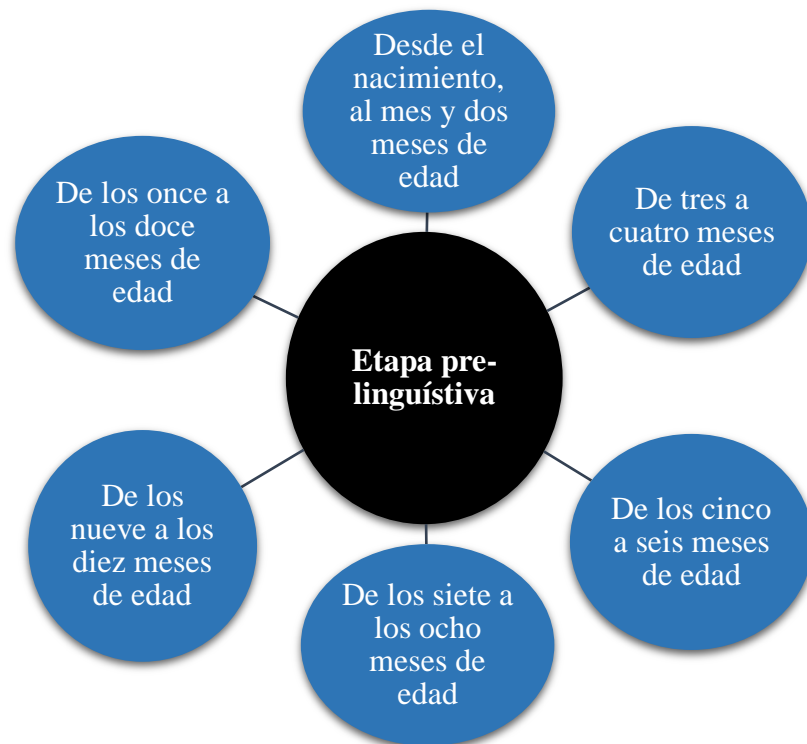 Desde el
nacimiento,
al mes y dos
meses de
edad
De tres a
cuatro meses
de edad
De los cinco
a seis meses
de edad
De los siete a
los ocho
meses de
edad
De los
nueve a los
diez meses
de edad
De los once a
los doce
meses de
edad
Etapa pre-
linguístiva